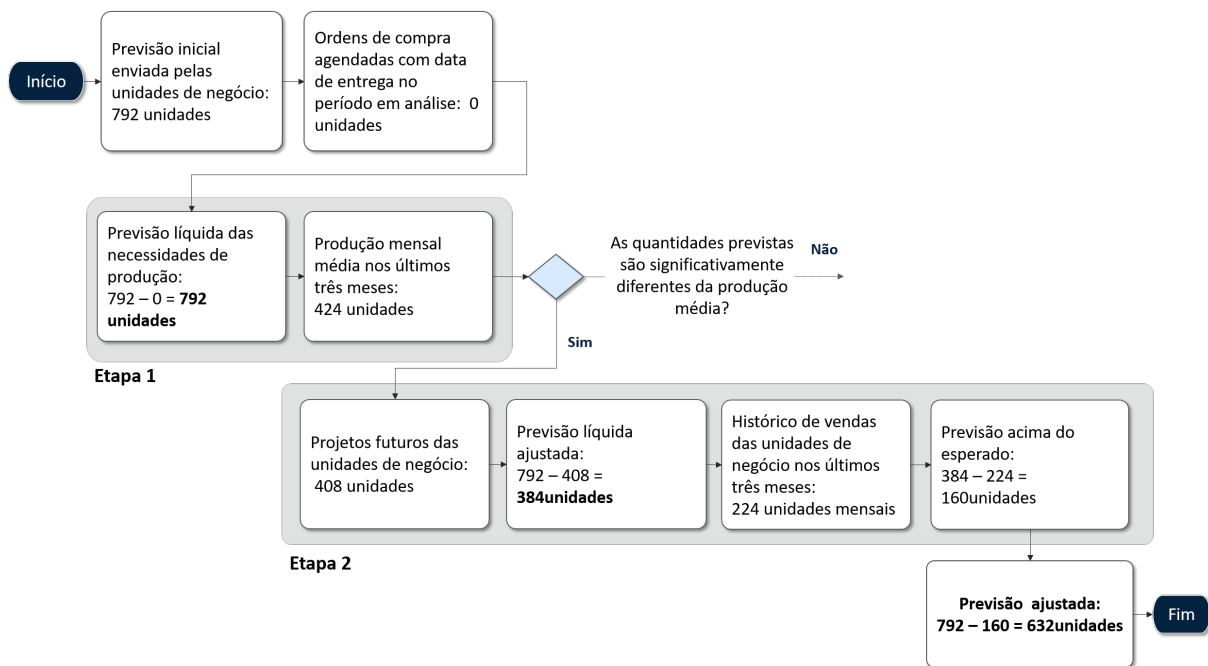 Início
Previsão inicial
enviada pelas
unidades de negócio:
792 unidades
Ordens de compra
agendadas com data
de entrega no
período em análise:  0
unidades
Previsão líquida das
necessidades de
produção:
792 – 0 = 792
unidades
Produção mensal
média nos últimos
três meses:
424 unidades
As quantidades previstas
são significativamente
diferentes da produção
média?
Não
Sim
Etapa 1
Projetos futuros das
unidades de negócio:
408 unidades
Previsão líquida
ajustada:
792 – 408 =
384unidades
Histórico de vendas
das unidades de
negócio nos últimos
três meses:
224 unidades mensais
Previsão acima do
esperado:
384 – 224 =
160unidades
Etapa 2
Previsão  ajustada:
792 – 160 = 632unidades
Fim